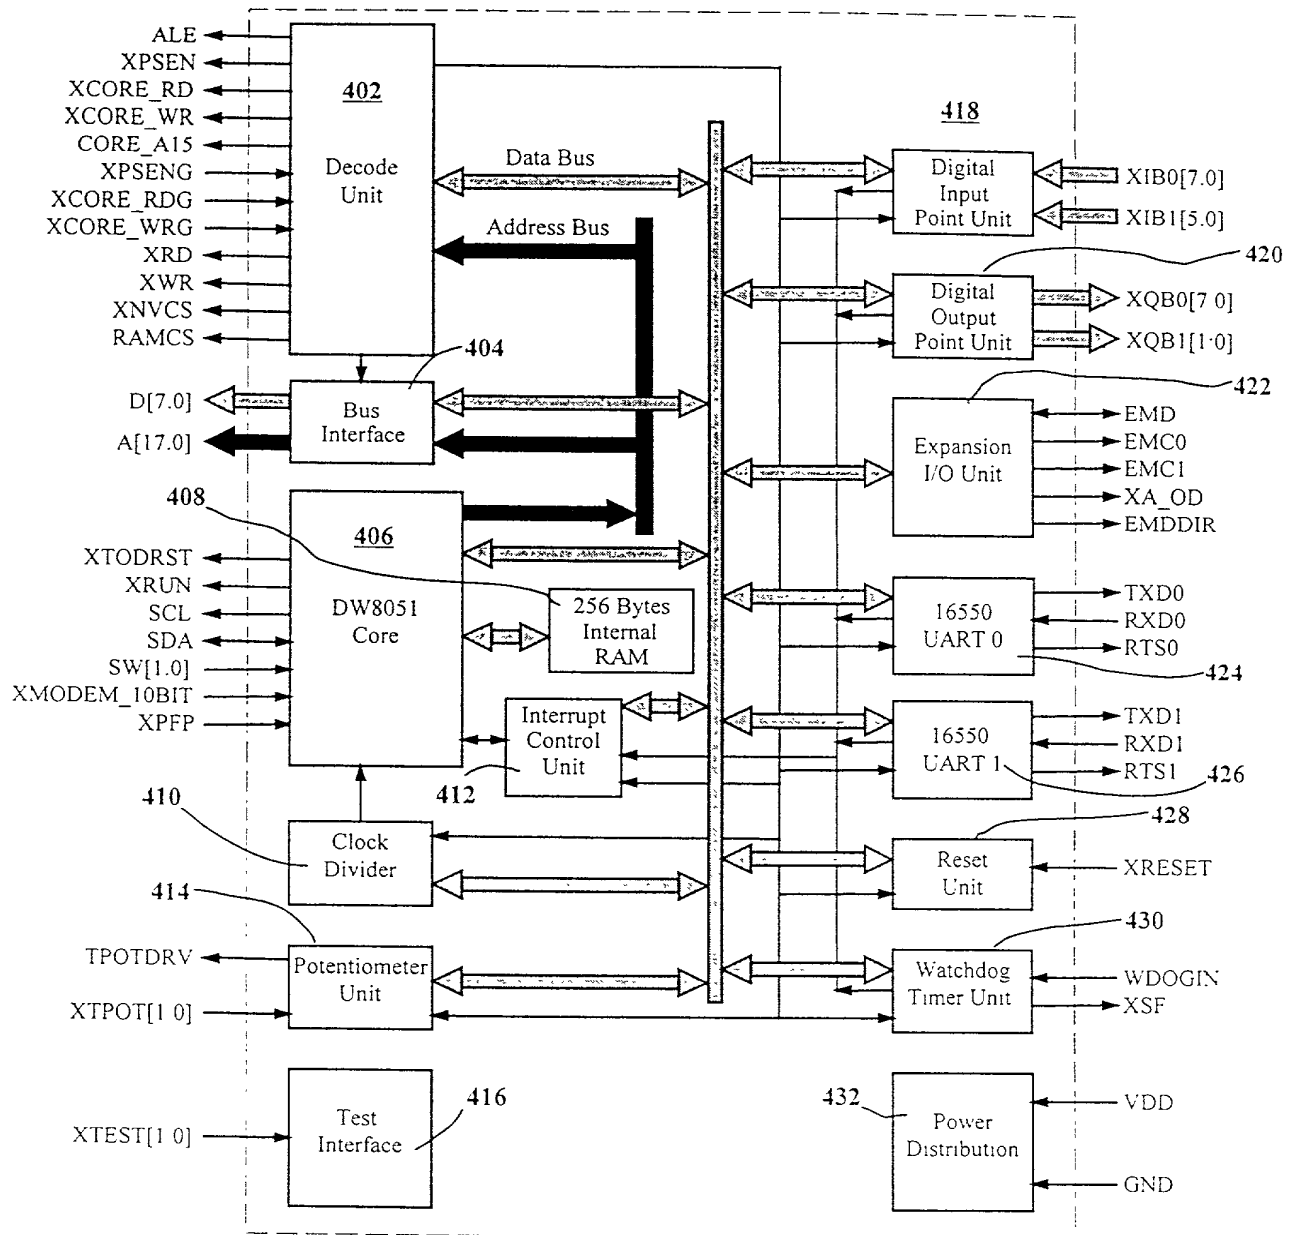 ALE
XPSEN
XCORE_RD
XCORE_WR
CORE_A15
XPSENG
XCORE_RDG
XCORE_WRG
XRD
XWR
XNVCS
RAMCS
402
Decode
Unit
Data Bus
Address Bus
418
Digital
Input
Point Unit
XIB0[7.0]
XIB1[5.0]
420
Digital
Output
Point Unit
XQB0[7 0]
XQB1[1·0]
404
D[7.0]
A[17.0]
Bus
Interface
422
Expansion
I/O Unit
EMD
EMC0
EMC1
XA_OD
EMDDIR
408
406
DW8051
Core
XTODRST
XRUN
SCL
SDA
SW[1.0]
XMODEM_10BIT
XPFP
256 Bytes
Internal
RAM
16550
UART 0
TXD0
RXD0
RTS0
424
Interrupt
Control
Unit
412
16550
UART 1
TXD1
RXD1
RTS1
426
410
Clock
Divider
428
Reset
Unit
XRESET
414
TPOTDRV
XTPOT[1 0]
Potentiometer
Unit
430
Watchdog
Timer Unit
WDOGIN
XSF
XTEST[1 0]
Test
Interface
416
432
Power
Distribution
VDD
GND